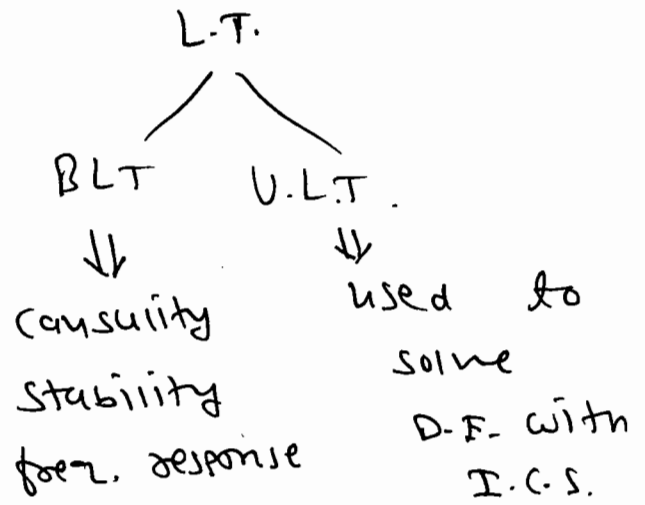 L.T.
BLT
U.L.T.
causality
stability
freq. response
used to
solve
D.E. with
I.C.S.